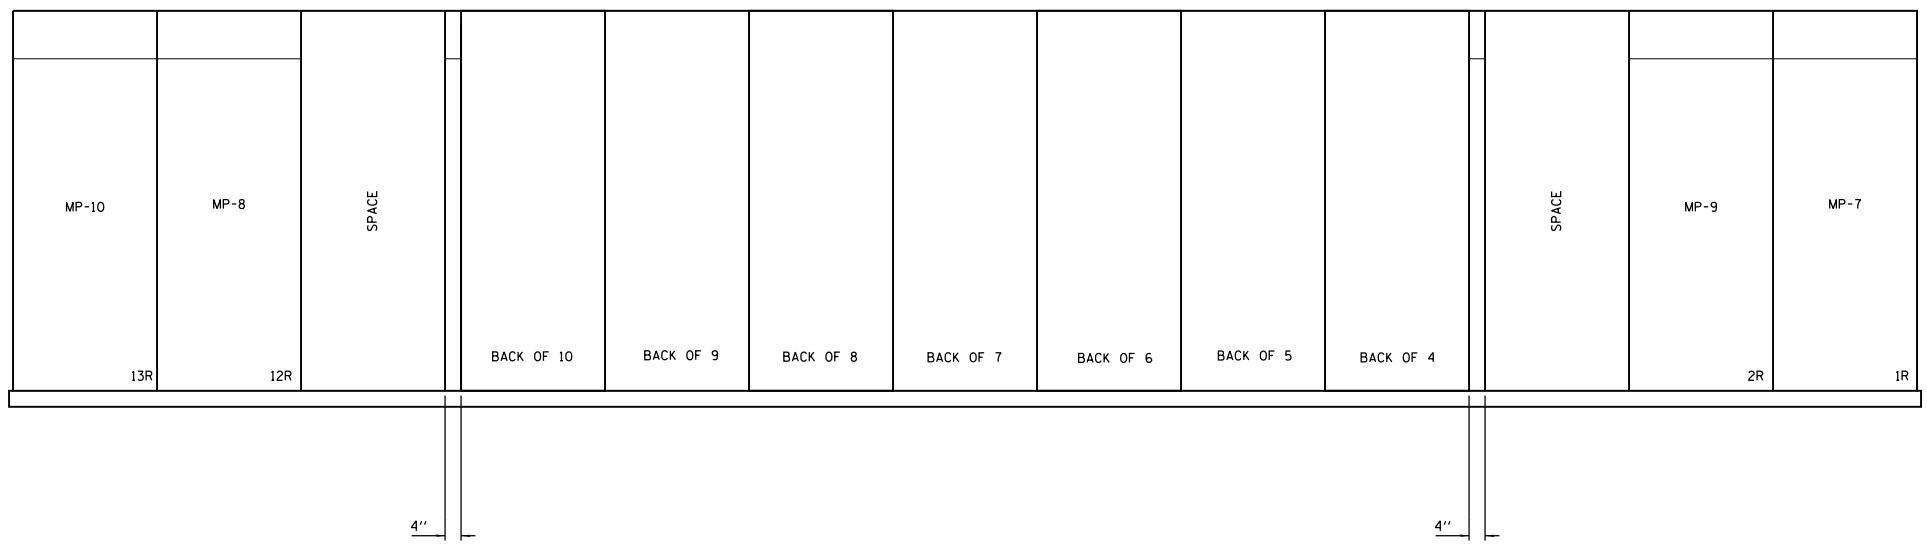 MP-10
MP-8
SPACE
SPACE
MP-9
MP-7
BACK OF 10
BACK OF 9
BACK OF 8
BACK OF 7
BACK OF 6
BACK OF 5
BACK OF 4
13R
12R
2R
1R
4''
4''